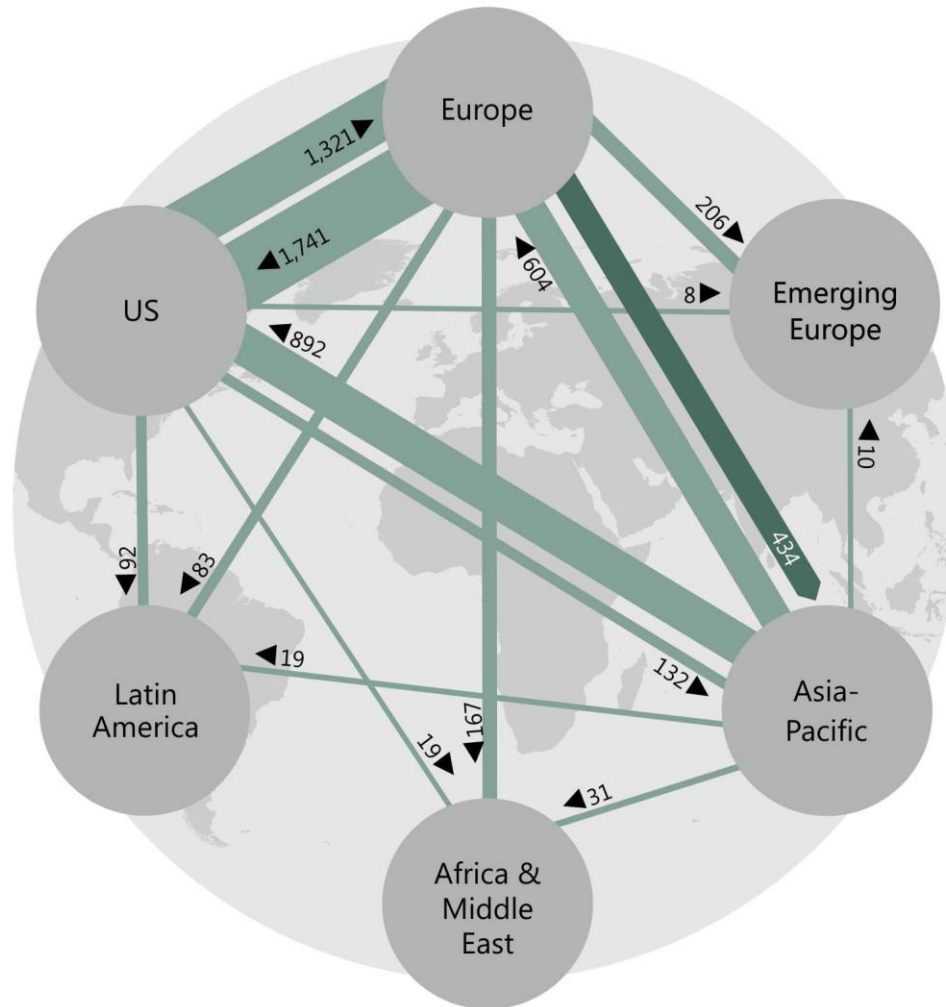 Europe
1,321
206
1,741
604
US
8
Emerging
Europe
892
10
434
92
83
19
132
Latin
America
Asia-
Pacific
167
19
31
Africa &
Middle
East